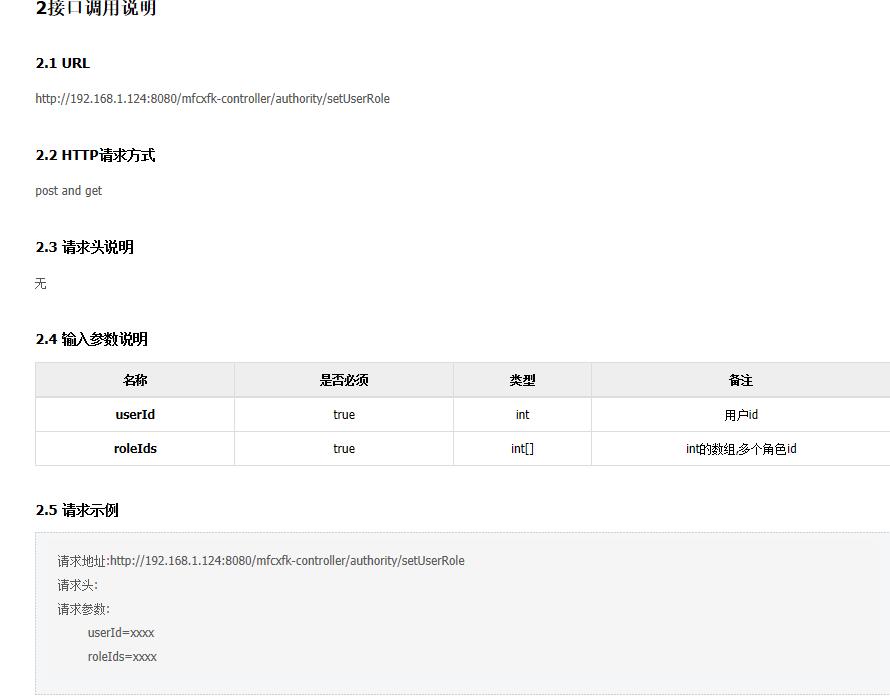 2接口调用说明
2.1 URL
http://192.168.1.124:8080/mfcxfk-controller/authority/setUserRole
2.2 HTTP请求方式
post and get
2.3 请求头说明
无
2.4 输入参数说明
名称 是否必须 类型 备注
userId true int 用户id
roleIds true int[] int的数组,多个角色id
2.5 请求示例
请求地址:http://192.168.1.124:8080/mfcxfk-controller/authority/setUserRole
请求头:
请求参数:
userId=xxxx
roleIds=xxxx